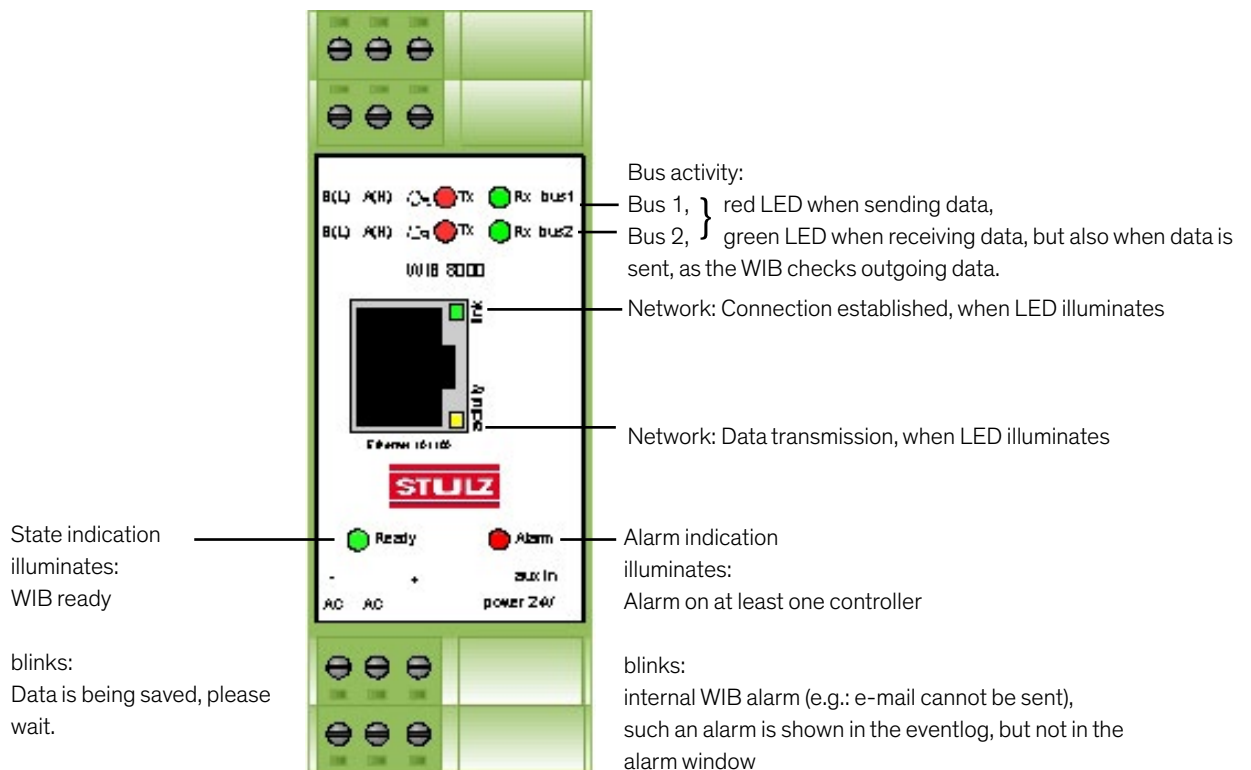 Bus activity:
Bus 1, } red LED when sending data,
Bus 2, green LED when receiving data, but also when data is
sent, as the WIB checks outgoing data.
B(L) A(H) Tx Rx bus1
B(L) A(H) Tx Rx bus2
WIB 8000
link
Network: Connection established, when LED illuminates
activity
Network: Data transmission, when LED illuminates
Ethernet 10/100
STULZ
State indication
illuminates:
WIB ready
blinks:
Data is being saved, please
wait.
Ready
Alarm
- + aux in
AC AC power 24V
Alarm indication
illuminates:
Alarm on at least one controller
blinks:
internal WIB alarm (e.g.: e-mail cannot be sent),
such an alarm is shown in the eventlog, but not in the
alarm window